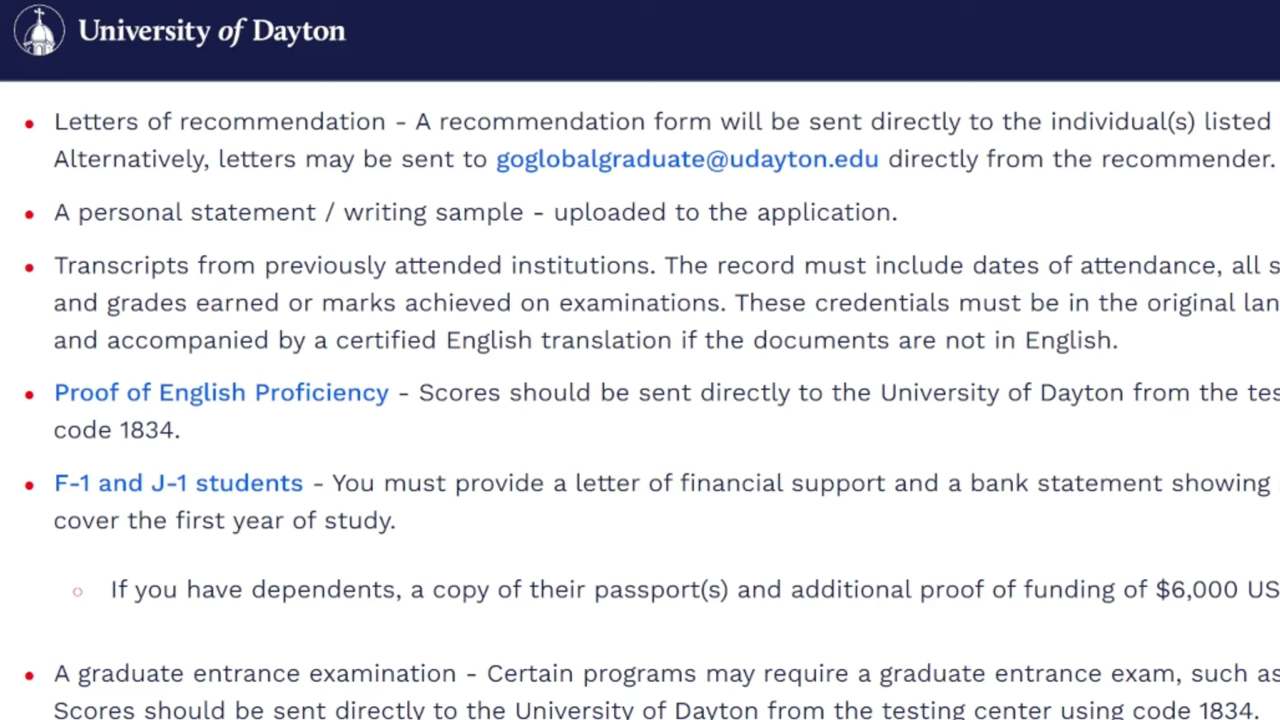 University of Dayton
Letters of recommendation - A recommendation form will be sent directly to the individual(s) listed
Alternatively, letters may be sent to goglobalgraduate@udayton.edu directly from the recommender.
A personal statement / writing sample - uploaded to the application.
Transcripts from previously attended institutions. The record must include dates of attendance, all
and grades earned or marks achieved on examinations. These credentials must be in the original
and accompanied by a certified English translation if the documents are not in English.
Proof of English Proficiency - Scores should be sent directly to the University of Dayton from the
code 1834.
F-1 and J-1 students - You must provide a letter of financial support and a bank statement showing
cover the first year of study.
If you have dependents, a copy of their passport(s) and additional proof of funding of $6,000
A graduate entrance examination - Certain programs may require a graduate entrance exam, such as
Scores should be sent directly to the University of Dayton from the testing center using code 1834.